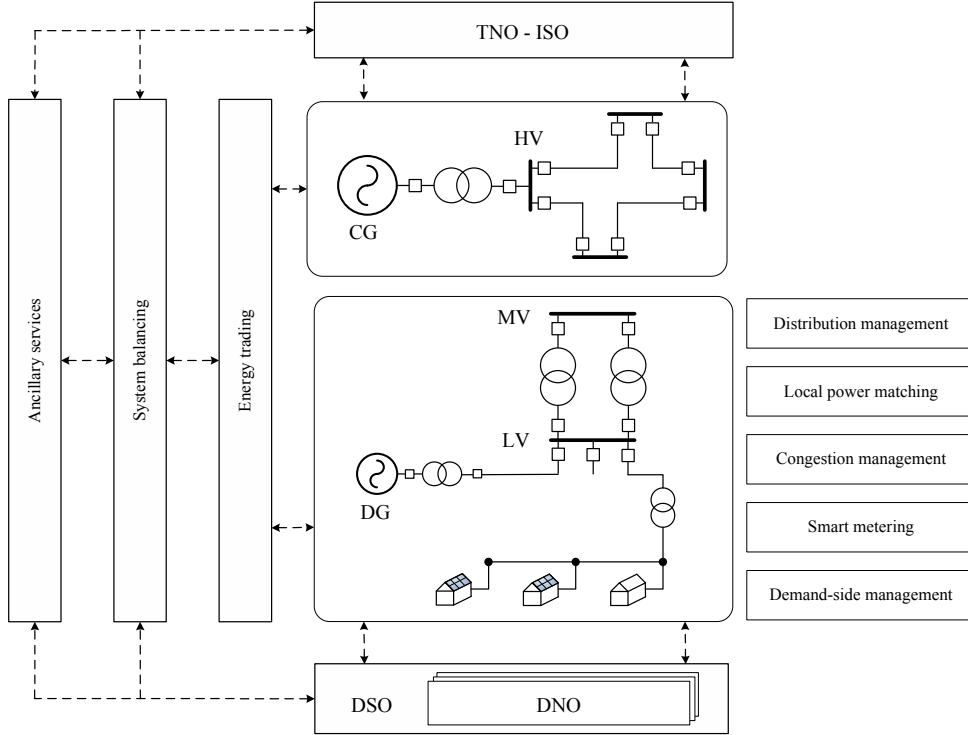 TNO - ISO
Ancillary services
System balancing
Energy trading
HV
CG
MV
LV
DG
Distribution management
Local power matching
Congestion management
Smart metering
Demand-side management
DSO
DNO